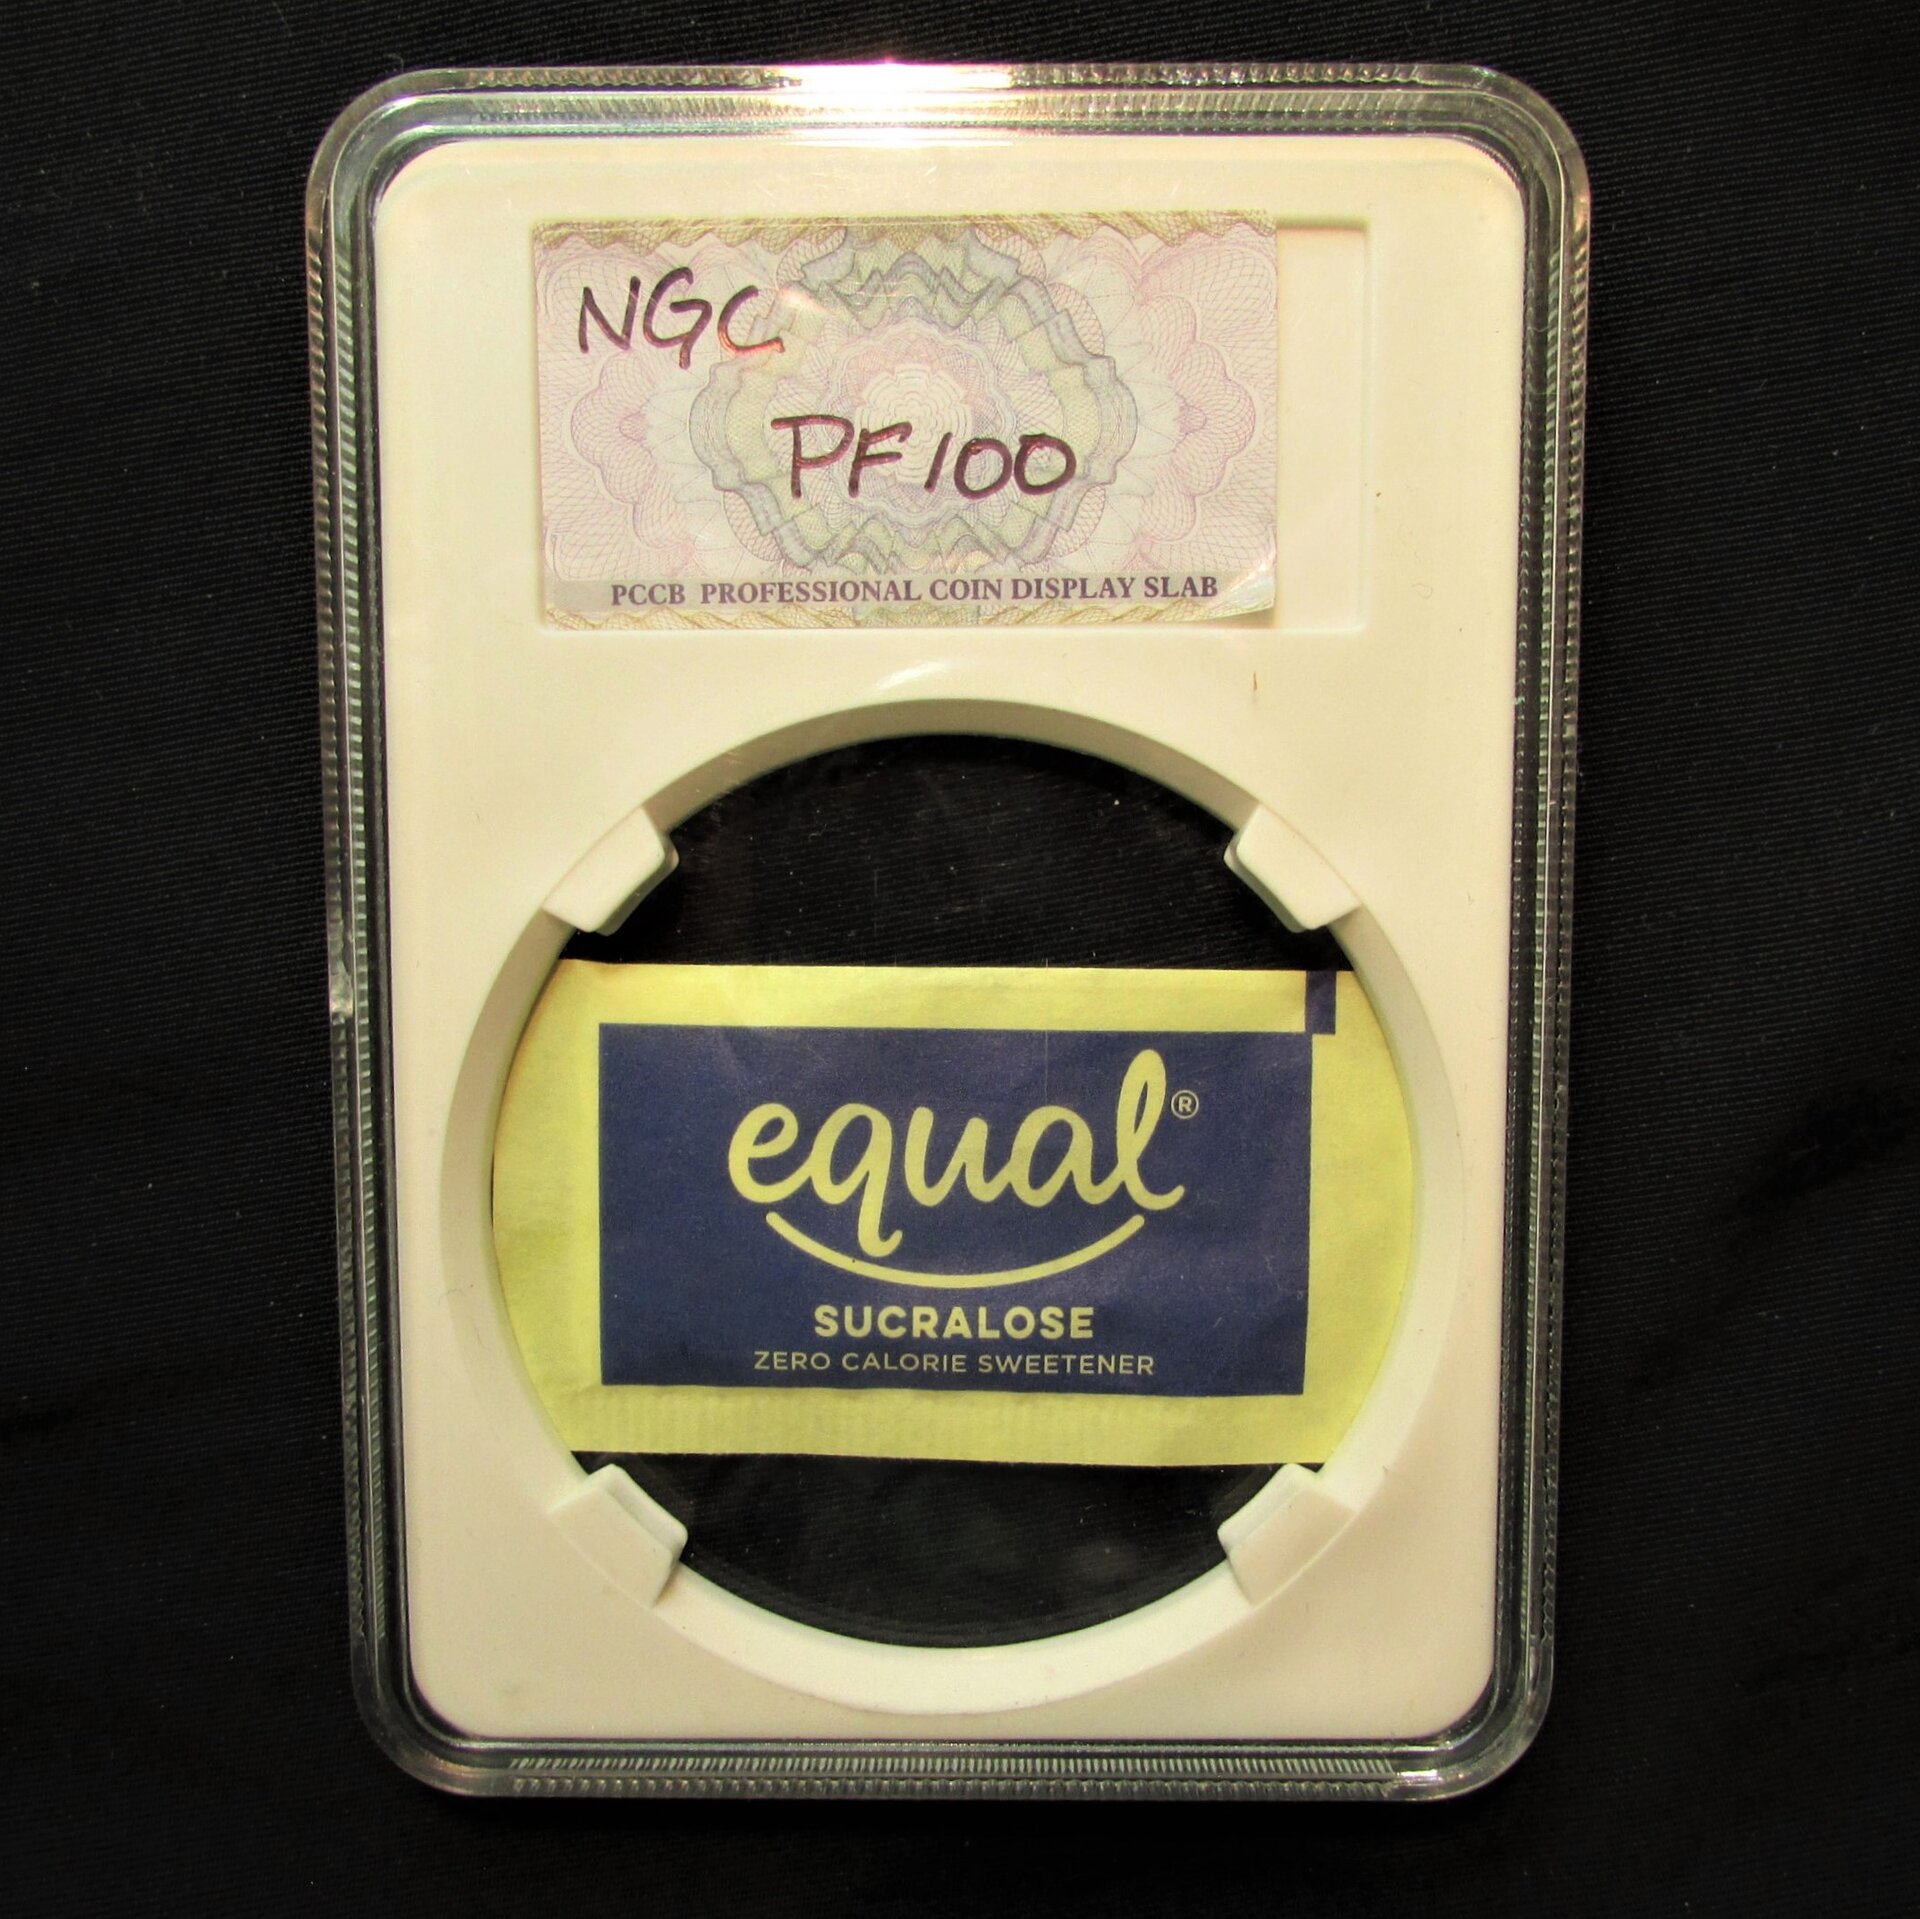 NGC
PF100
PCCB PROFESSIONAL COIN DISPLAY SLAB
equal®
SUCRALOSE
ZERO CALORIE SWEETENER